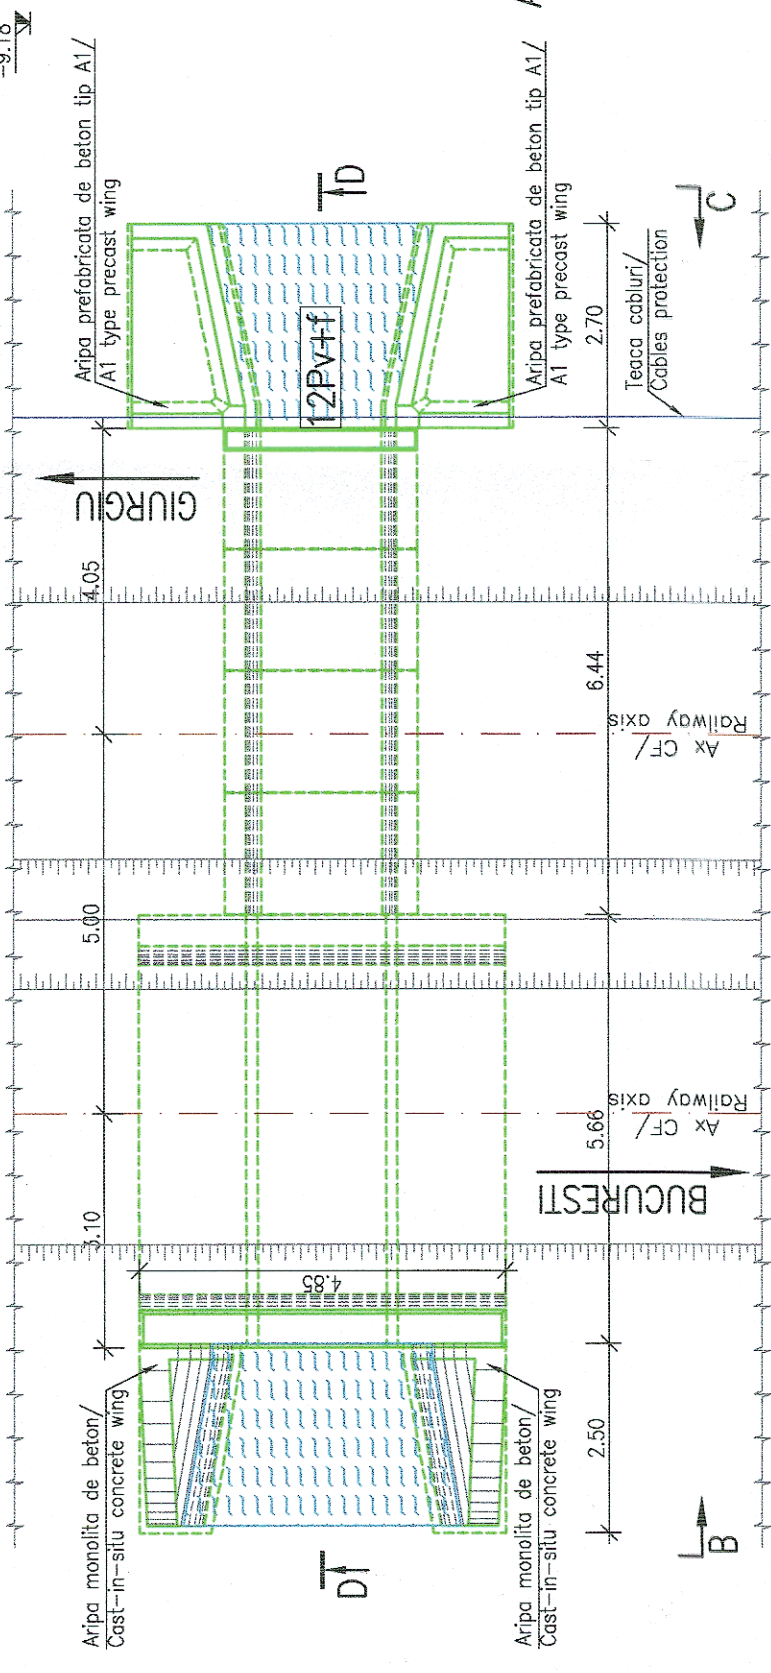 -9.18
Aripa prefabricata de beton tip A1/
A1 type precast wing
D
12Pv+f
Aripa prefabricata de beton tip A1/
A1 type precast wing
2.70
Teaca cabluri/
Cables protection
C
GIURGIU
4.05
6.44
Ax CF/
Railway axis
5.00
5.66
Ax CF/
Railway axis
BUCURESTI
3.10
4.85
Aripa monolita de beton/
Cast-in-situ concrete wing
D
Aripa monolita de beton/
Cast-in-situ concrete wing
2.50
B